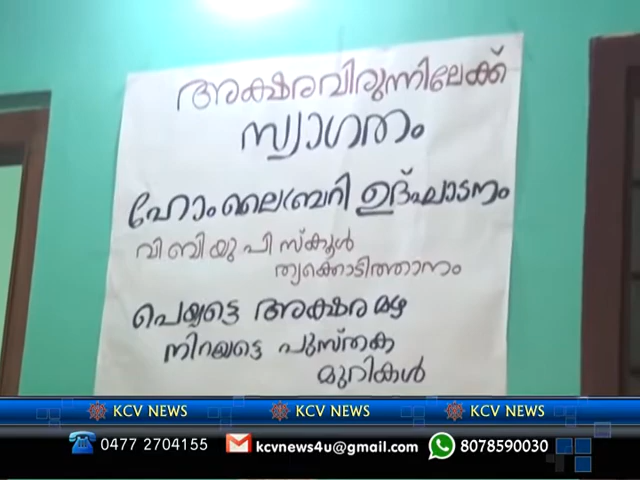 അക്ഷരവിരുന്നിലേക്ക്
സ്വാഗതം
ഹോംലൈബ്രറി ഉദ്ഘാടനം
വി ബി യു പി സ്കൂൾ
തൃക്കൊടിത്താനം
പെയ്യട്ടെ അക്ഷര മഴ
നിറയട്ടെ പുസ്തക
മുറികൾ
KCV NEWS KCV NEWS KCV NEWS
0477 2704155 kcvnews4u@gmail.com 8078590030